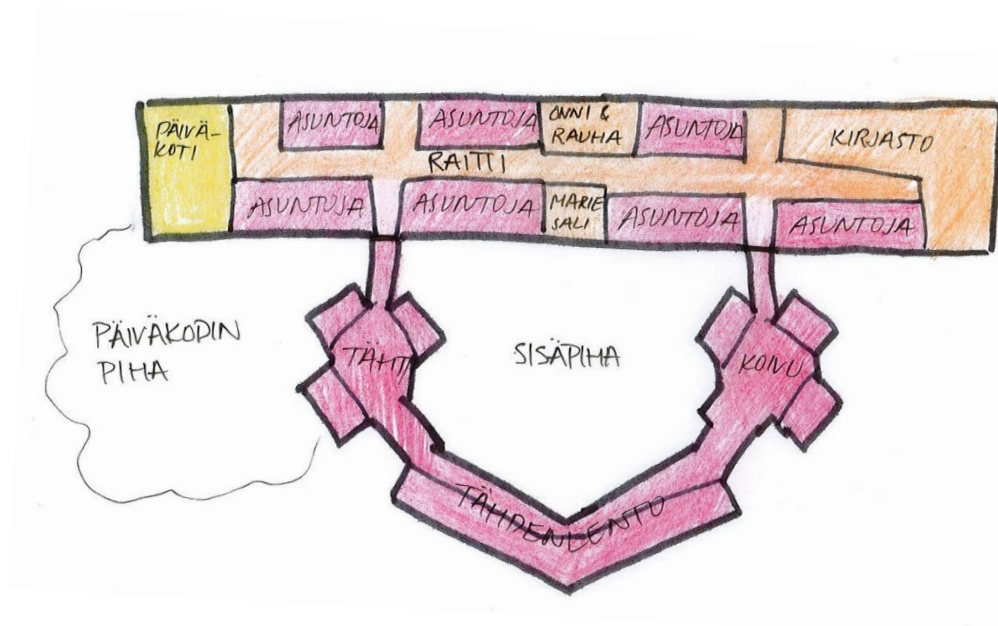 PÄIVÄ-
KOTI
ASUNTOJA
ASUNTOJA
ONNI &
RAUHA
ASUNTOJA
KIRJASTO
RAITTI
ASUNTOJA
ASUNTOJA
MARIE
SALI
ASUNTOJA
ASUNTOJA
PÄIVÄKODIN
PIHA
TÄHTI
SISÄPIHA
KOIVU
TÄHDENLENTO